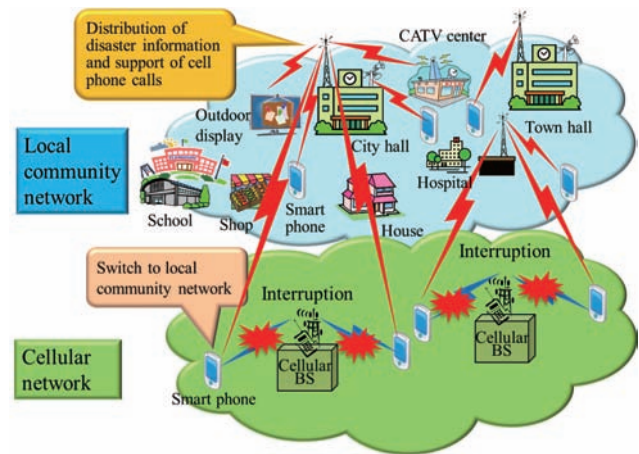 Distribution of
disaster information
and support of cell
phone calls
CATV center
Outdoor
display
City hall
Town hall
Local
community
network
School
Shop
Smart
phone
House
Hospital
Switch to local
community network
Interruption
Interruption
Cellular
network
Cellular
BS
Cellular
BS
Smart phone